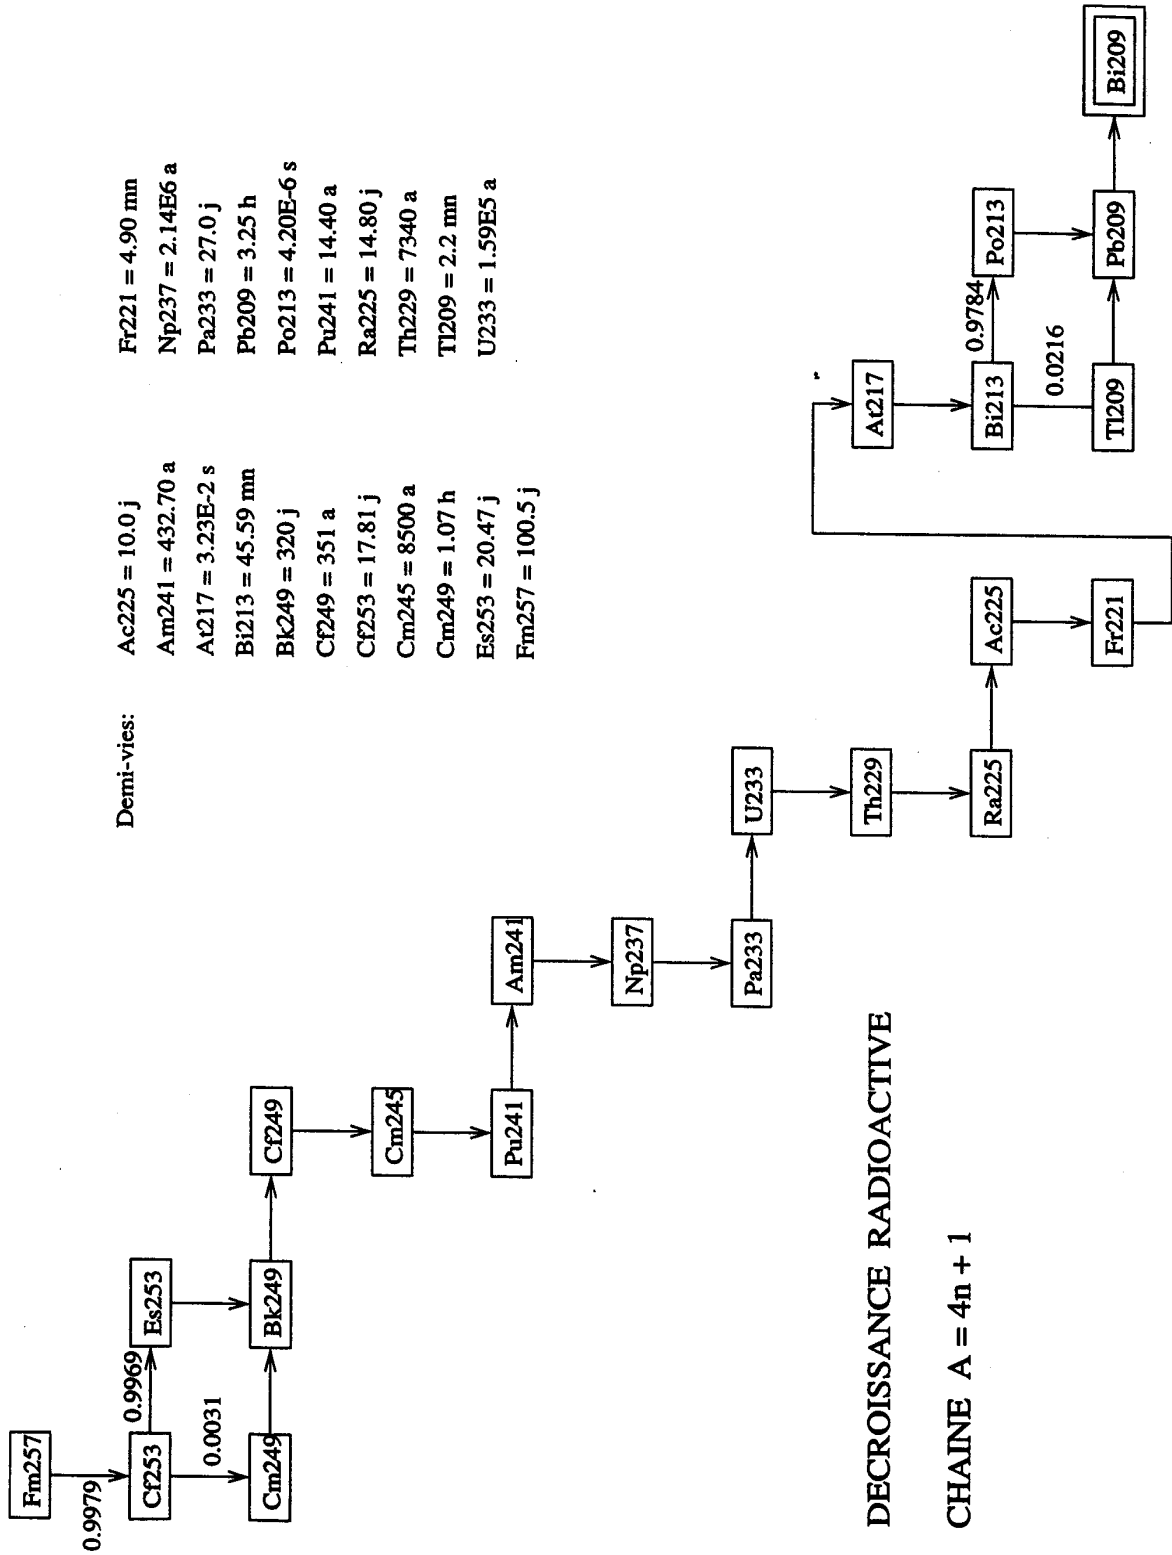 Fm257
0.9979
Cf253
0.9969
Es253
0.0031
Cm249
Bk249
Cf249
Cm245
Pu241
Am241
Np237
Pa233
U233
Th229
Ra225
Ac225
Fr221
At217
Bi213
0.9784
Po213
0.0216
Tl209
Pb209
Bi209
Demi-vies:
Ac225 = 10.0 j
Am241 = 432.70 a
At217 = 3.23E-2 s
Bi213 = 45.59 mn
Bk249 = 320 j
Cf249 = 351 a
Cf253 = 17.81 j
Cm245 = 8500 a
Cm249 = 1.07 h
Es253 = 20.47 j
Fm257 = 100.5 j
Fr221 = 4.90 mn
Np237 = 2.14E6 a
Pa233 = 27.0 j
Pb209 = 3.25 h
Po213 = 4.20E-6 s
Pu241 = 14.40 a
Ra225 = 14.80 j
Th229 = 7340 a
Tl209 = 2.2 mn
U233 = 1.59E5 a
DECROISSANCE RADIOACTIVE
CHAINE A = 4n + 1